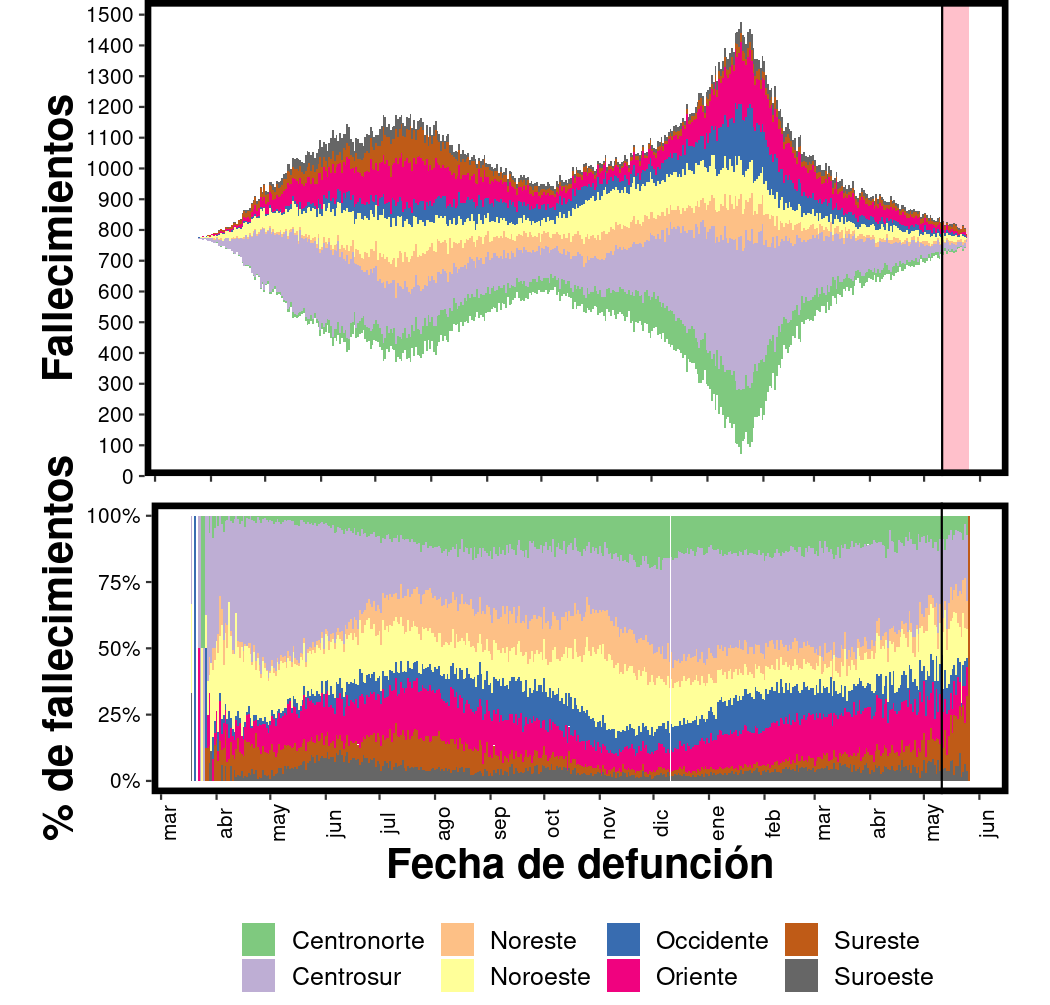 Fallecimientos
1500
1400
1300
1200
1100
1000
900
800
700
600
500
400
300
200
100
0
% de fallecimientos
100%
75%
50%
25%
0%
mar
abr
may
jun
jul
ago
sep
oct
nov
dic
ene
feb
mar
abr
may
jun
Fecha de defunción
Centronorte
Noreste
Occidente
Sureste
Centrosur
Noroeste
Oriente
Suroeste